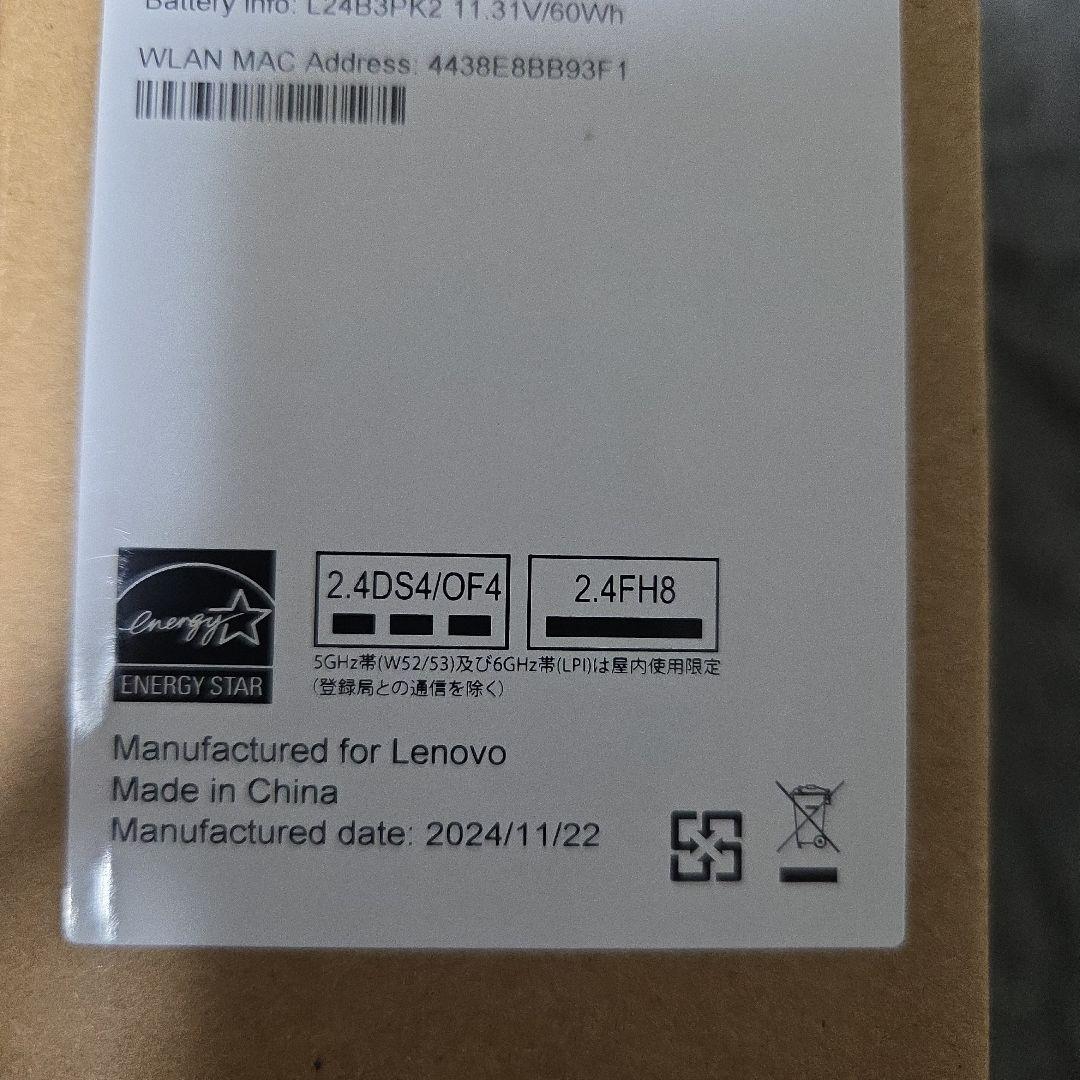 Battery Info: L24B3PK2 11.31V/60Wh
WLAN MAC Address: 4438E8BB93F1
energy
ENERGY STAR
2.4DS4/OF4
2.4FH8
5GHz帯(W52/53)及び6GHz帯(LPI)は屋内使用限定
(登録局との通信を除く)
Manufactured for Lenovo
Made in China
Manufactured date: 2024/11/22